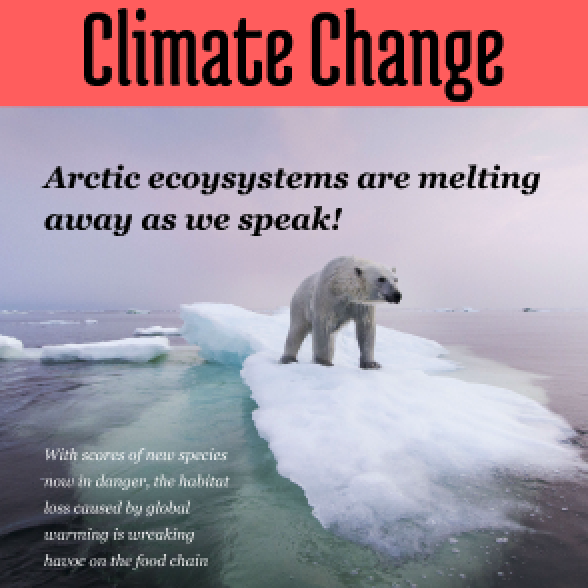 Climate Change
Arctic ecoysystems are melting
away as we speak!
With scores of new species
now in danger, the habitat
loss caused by global
warming is wreaking
havoc on the food chain